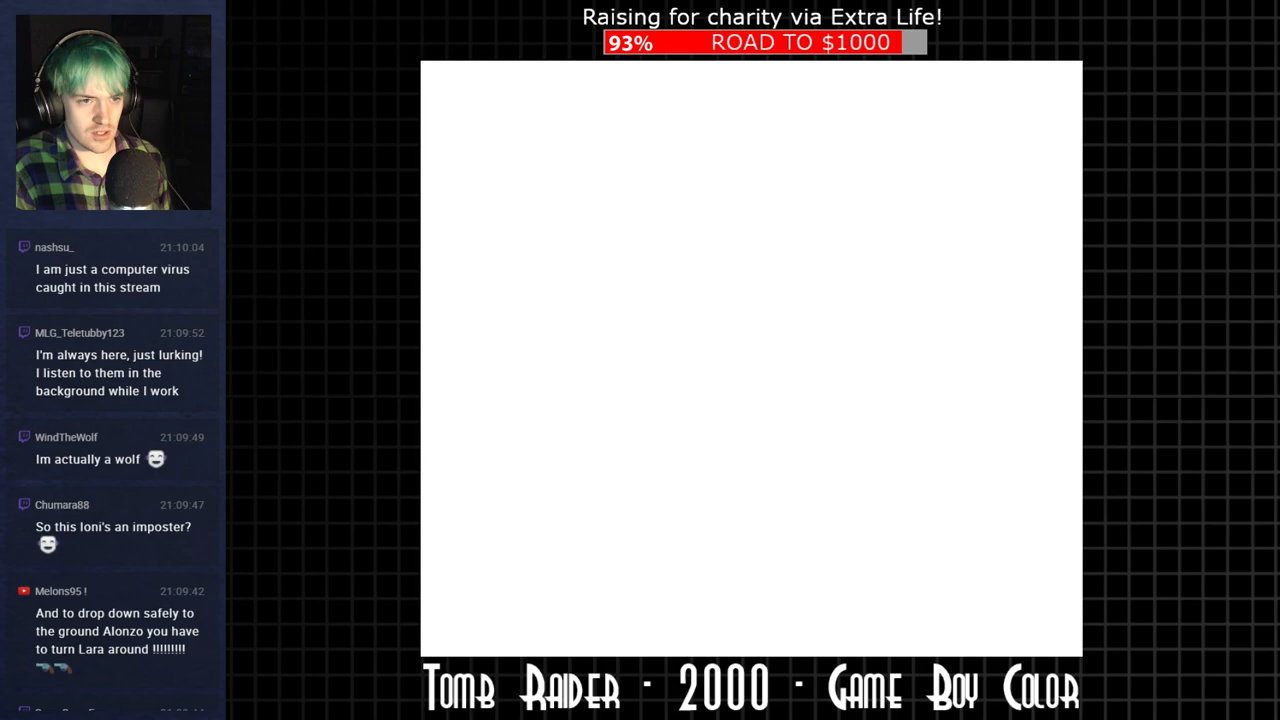 Raising for charity via Extra Life!
93% ROAD TO $1000
nashsu_ 21:10:04
I am just a computer virus
caught in this stream
MLG_Teletubby123 21:09:52
I'm always here, just lurking!
I listen to them in the
background while I work
WindTheWolf 21:09:49
Im actually a wolf
Chumara88 21:09:47
So this Ioni's an imposter?
Melons95 ! 21:09:42
And to drop down safely to
the ground Alonzo you have
to turn Lara around !!!!!!!!!
Tomb Raider - 2000 - Game Boy Color